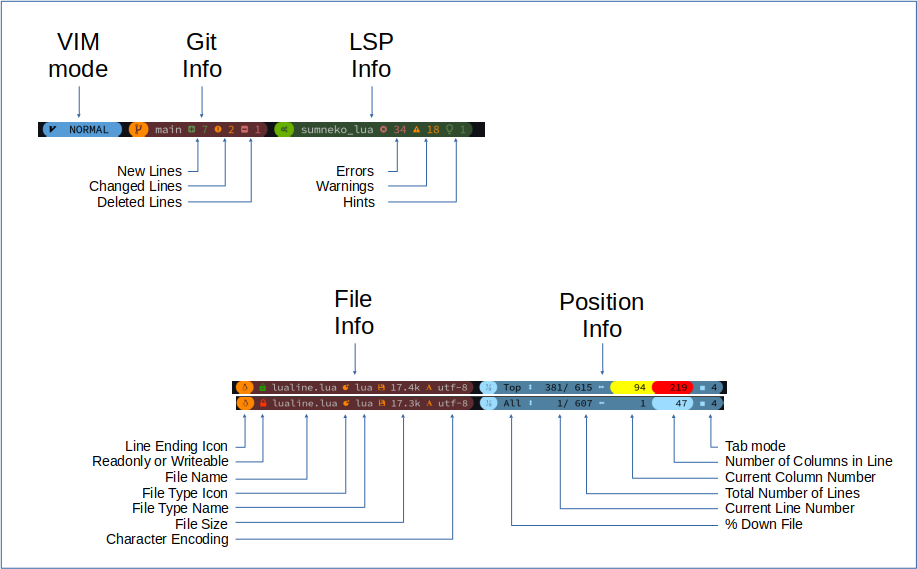 VIM
mode
Git
Info
LSP
Info
NORMAL main 7 2 1 sumneko_lua 34 18 1
New Lines
Changed Lines
Deleted Lines
Errors
Warnings
Hints
File
Info
Position
Info
lualine.lua lua 17.4k utf-8 Top 381/ 615 94 219 4
lualine.lua lua 17.3k utf-8 All 1/ 607 1 47 4
Line Ending Icon
Readonly or Writeable
File Name
File Type Icon
File Type Name
File Size
Character Encoding
Tab mode
Number of Columns in Line
Current Column Number
Total Number of Lines
Current Line Number
% Down File